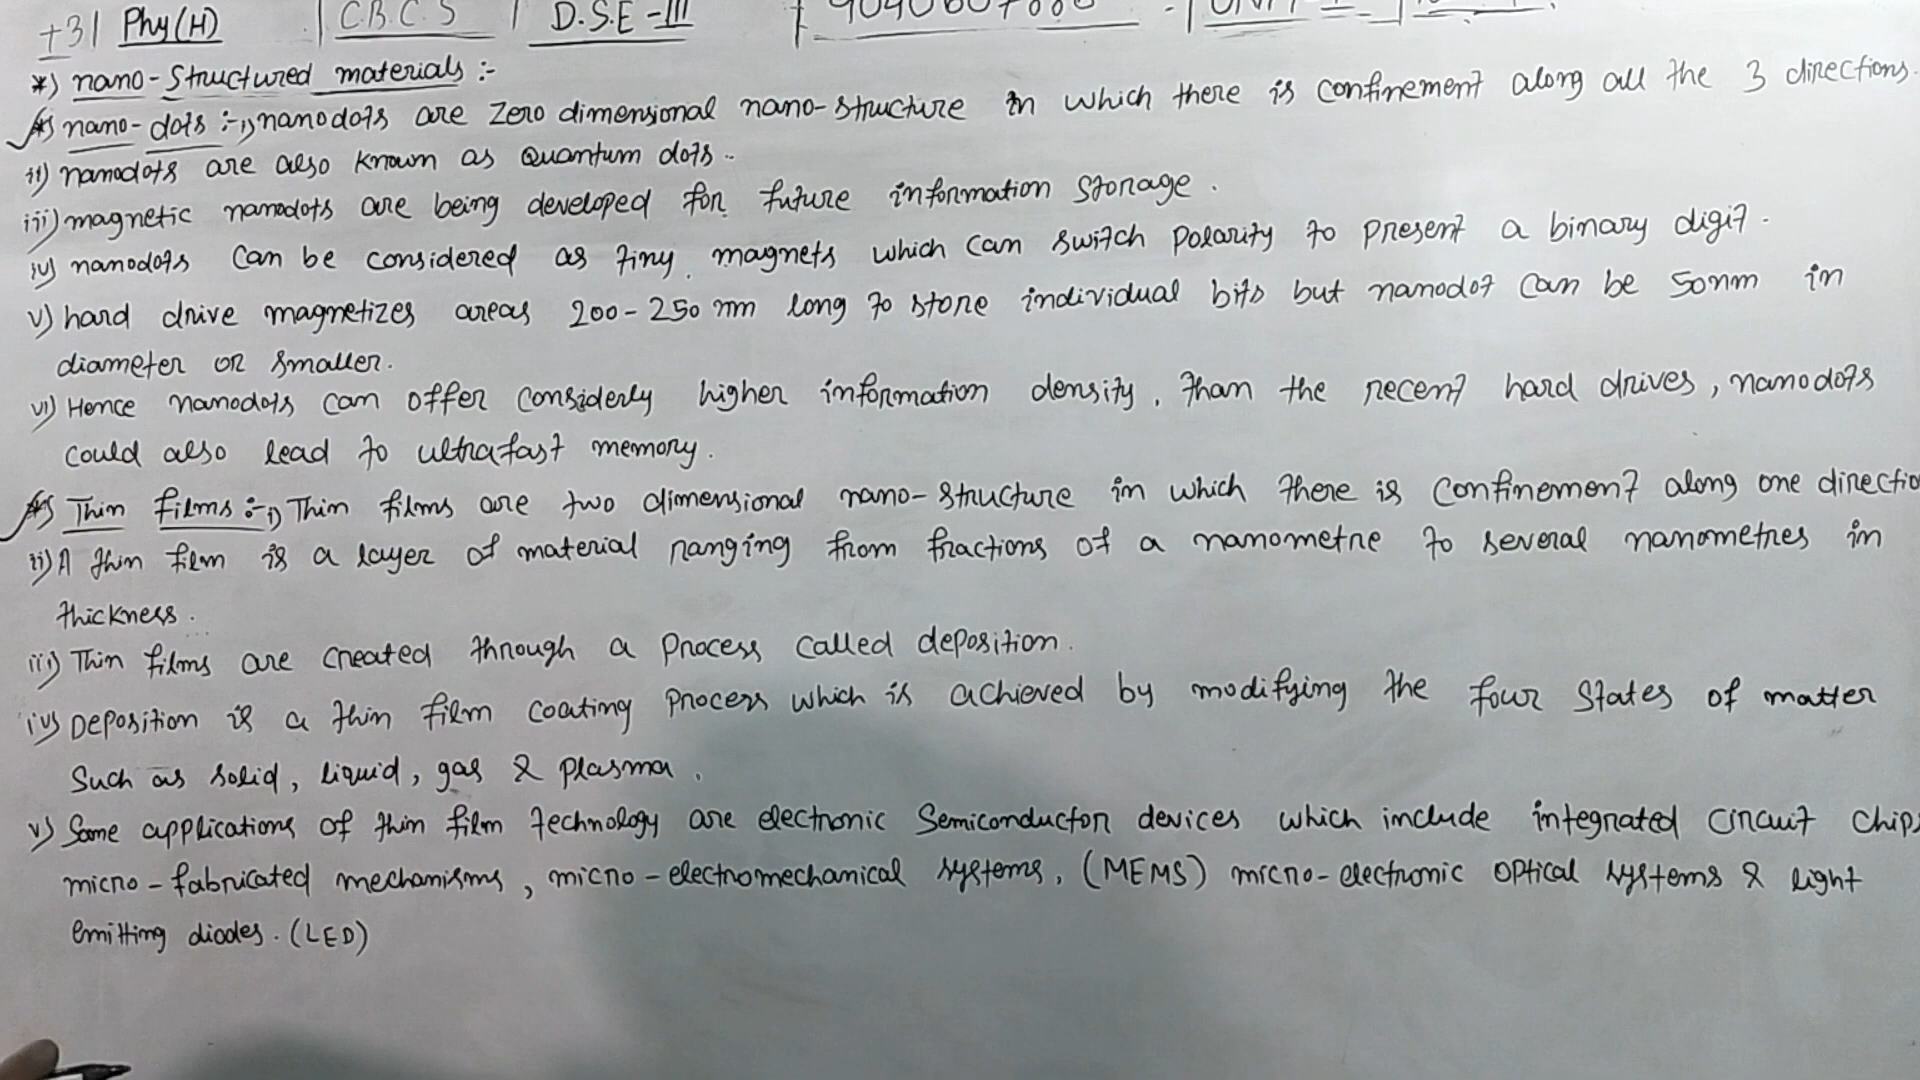 +3| Phy(H) | C.B.C.S | D.S.E-III
*) nano-Structured materials :-
*) nano-dots :- i) nanodots are Zero dimensional nano-structure in which there is confinement along all the 3 directions.
ii) nanodots are also known as Quantum dots.
iii) magnetic nanodots are being developed for future information storage.
iv) nanodots can be considered as tiny magnets which can switch polarity to present a binary digit.
v) hard drive magnetizes areas 200-250 nm long to store individual bits but nanodot can be 50nm in
diameter or smaller.
vi) Hence nanodots can offer considerly higher information density, than the recent hard drives, nanodots
could also lead to ultrafast memory.
*) Thin films :- i) Thin films are two dimensional nano-structure in which there is confinement along one directio
ii) A thin film is a layer of material ranging from fractions of a nanometre to several nanometres in
thickness.
iii) Thin films are created through a process called deposition.
iv) Deposition is a thin film coating process which is achieved by modifying the four states of matter
Such as solid, liquid, gas & plasma.
v) Some applications of thin film technology are electronic Semiconductor devices which include integrated circuit chips
micro-fabricated mechanisms, micro-electromechanical systems, (MEMS) micro-electronic optical systems & light
emitting diodes. (LED)